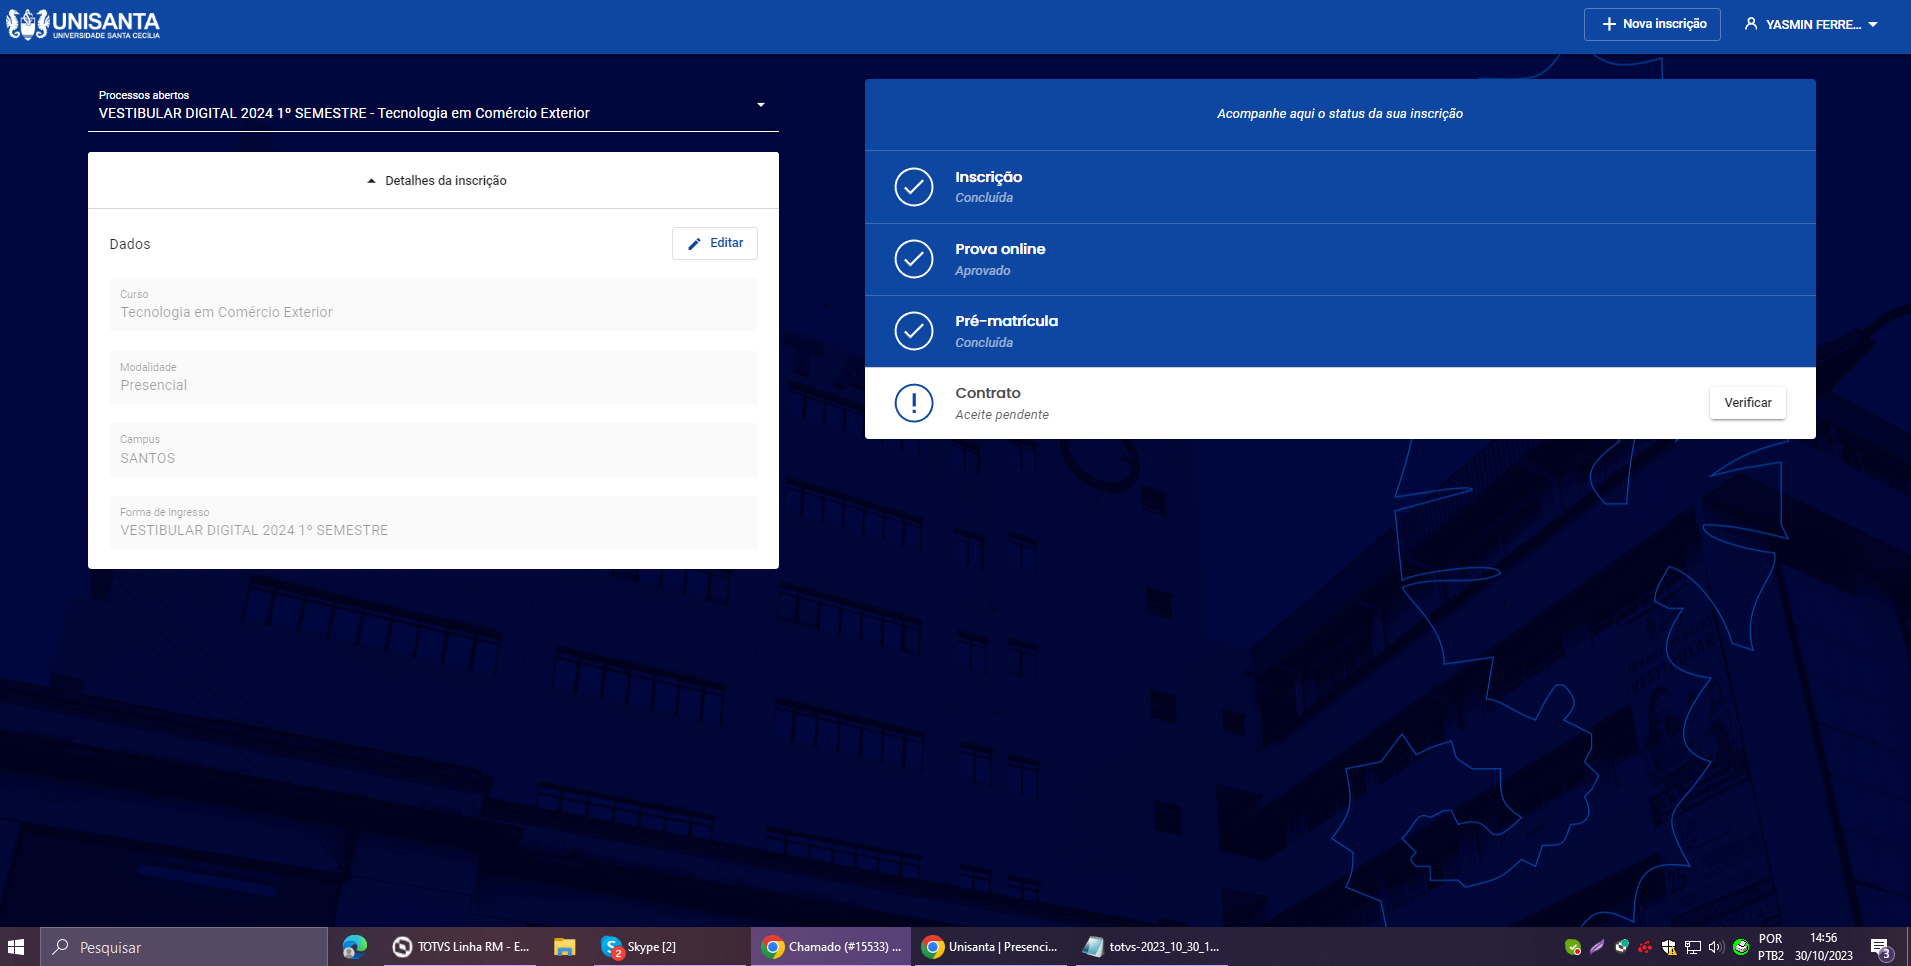 UNISANTA
UNIVERSIDADE SANTA CECÍLIA
Nova inscrição
YASMIN FERRE...
Processos abertos
VESTIBULAR DIGITAL 2024 1º SEMESTRE - Tecnologia em Comércio Exterior
Detalhes da inscrição
Dados
Editar
Curso
Tecnologia em Comércio Exterior
Modalidade
Presencial
Campus
SANTOS
Forma de ingresso
VESTIBULAR DIGITAL 2024 1º SEMESTRE
Acompanhe aqui o status da sua inscrição
Inscrição
Concluída
Prova online
Aprovado
Pré-matrícula
Concluída
Contrato
Aceite pendente
Verificar
Pesquisar
TOTVS Linha RM - E...
2
Skype [2]
Chamado (#15533) ...
Unisanta | Presenci...
totvs-2023_10_30_1...
POR
PTB2
14:56
30/10/2023
3